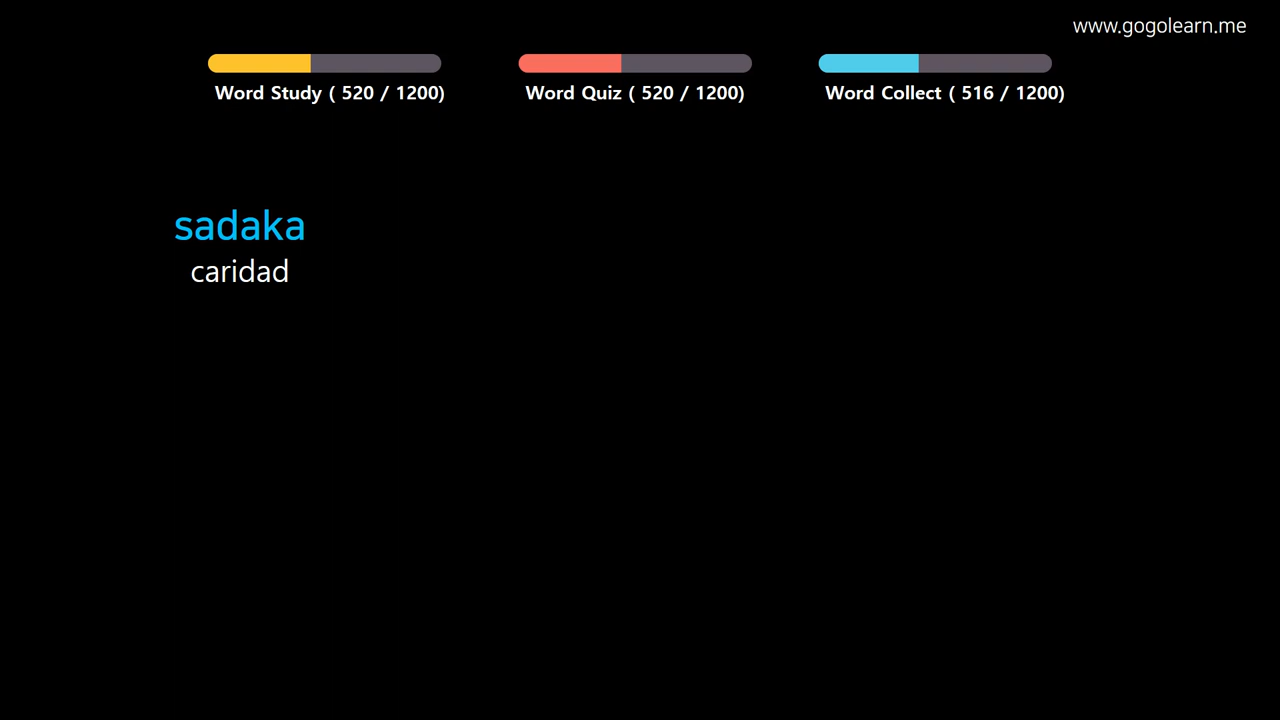 www.gogolearn.me
Word Study ( 520 / 1200)
Word Quiz ( 520 / 1200)
Word Collect ( 516 / 1200)
sadaka
caridad